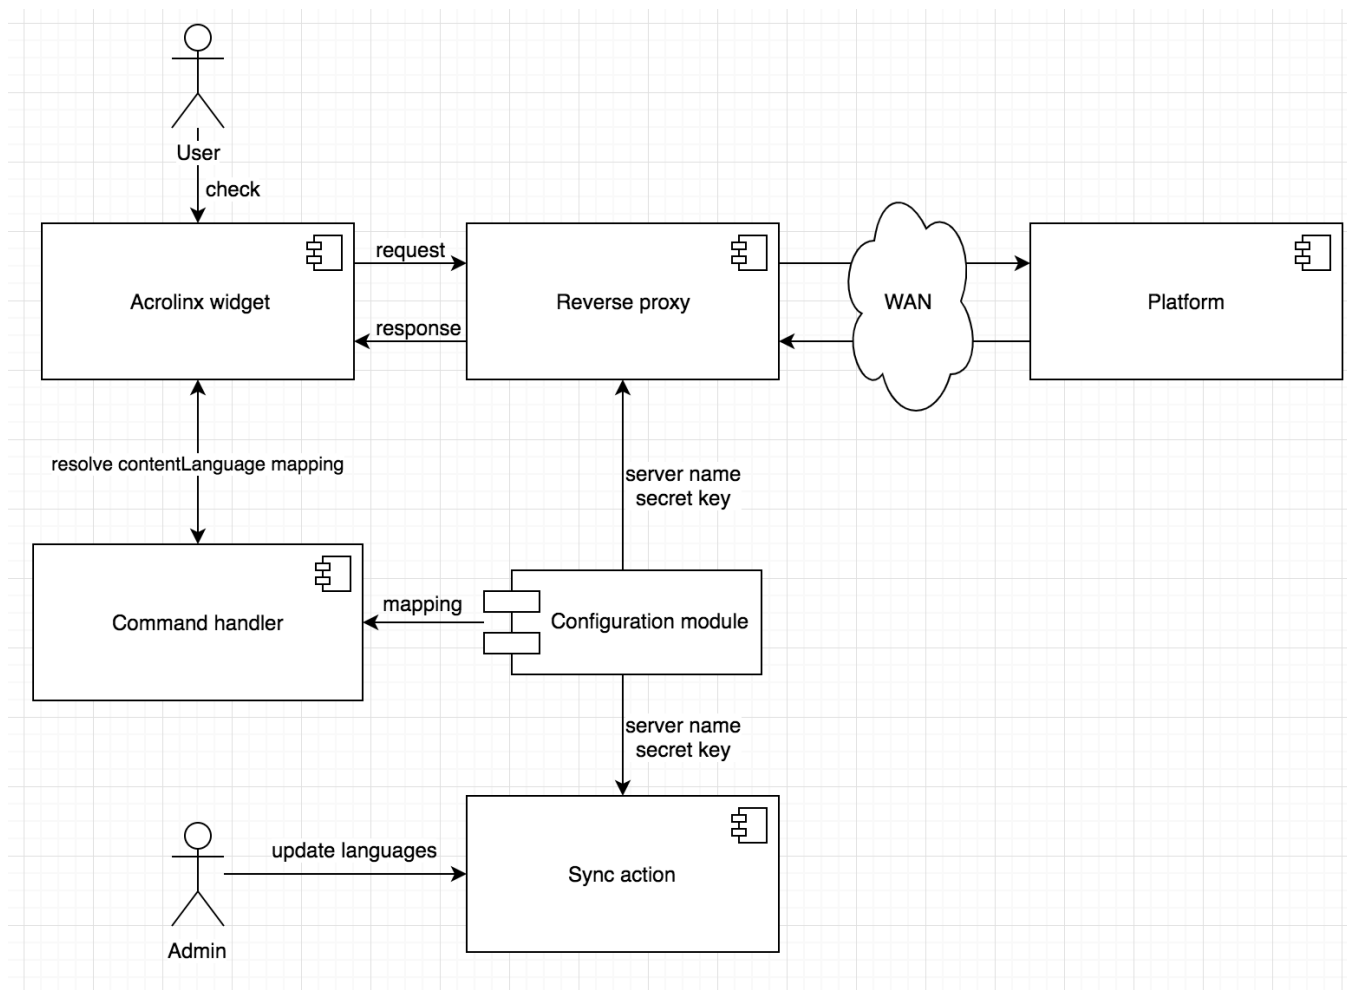 User
check
request
Acrolinx widget
Reverse proxy
WAN
Platform
response
resolve contentLanguage mapping
server name
secret key
mapping
Command handler
Configuration module
server name
secret key
update languages
Sync action
Admin